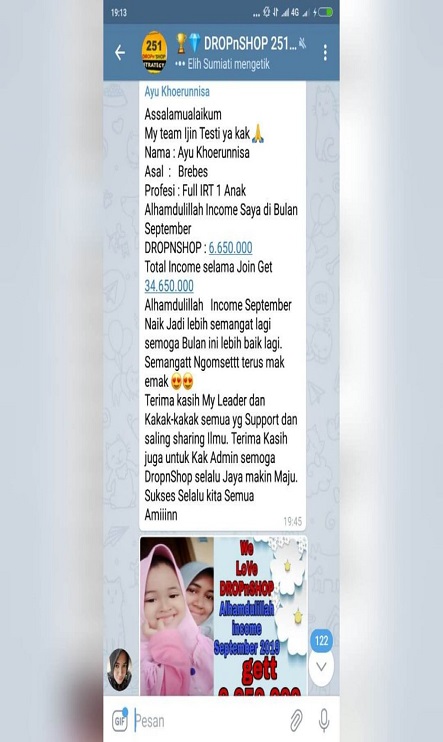 19:13
... 4G
251
DROPnSHOP
STRATEGY
DROPnSHOP 251...
Elih Sumiati mengetik
Ayu Khoerunnisa
Assalamualaikum
My team Ijin Testi ya kak
Nama : Ayu Khoerunnisa
Asal : Brebes
Profesi : Full IRT 1 Anak
Alhamdulillah Income Saya di Bulan
September
DROPNSHOP : 6.650.000
Total Income selama Join Get
34.650.000
Alhamdulillah Income September
Naik Jadi lebih semangat lagi
semoga Bulan ini lebih baik lagi.
Semangatt Ngomsettt terus mak
emak
Terima kasih My Leader dan
Kakak-kakak semua yg Support dan
saling sharing Ilmu. Terima Kasih
juga untuk Kak Admin semoga
DropnShop selalu Jaya makin Maju.
Sukses Selalu kita Semua
Amiiinn
19:45
We
LoVe
DROPnSHOP
Alhamdulillah
income
September 2019
gett
122
GIF
Pesan